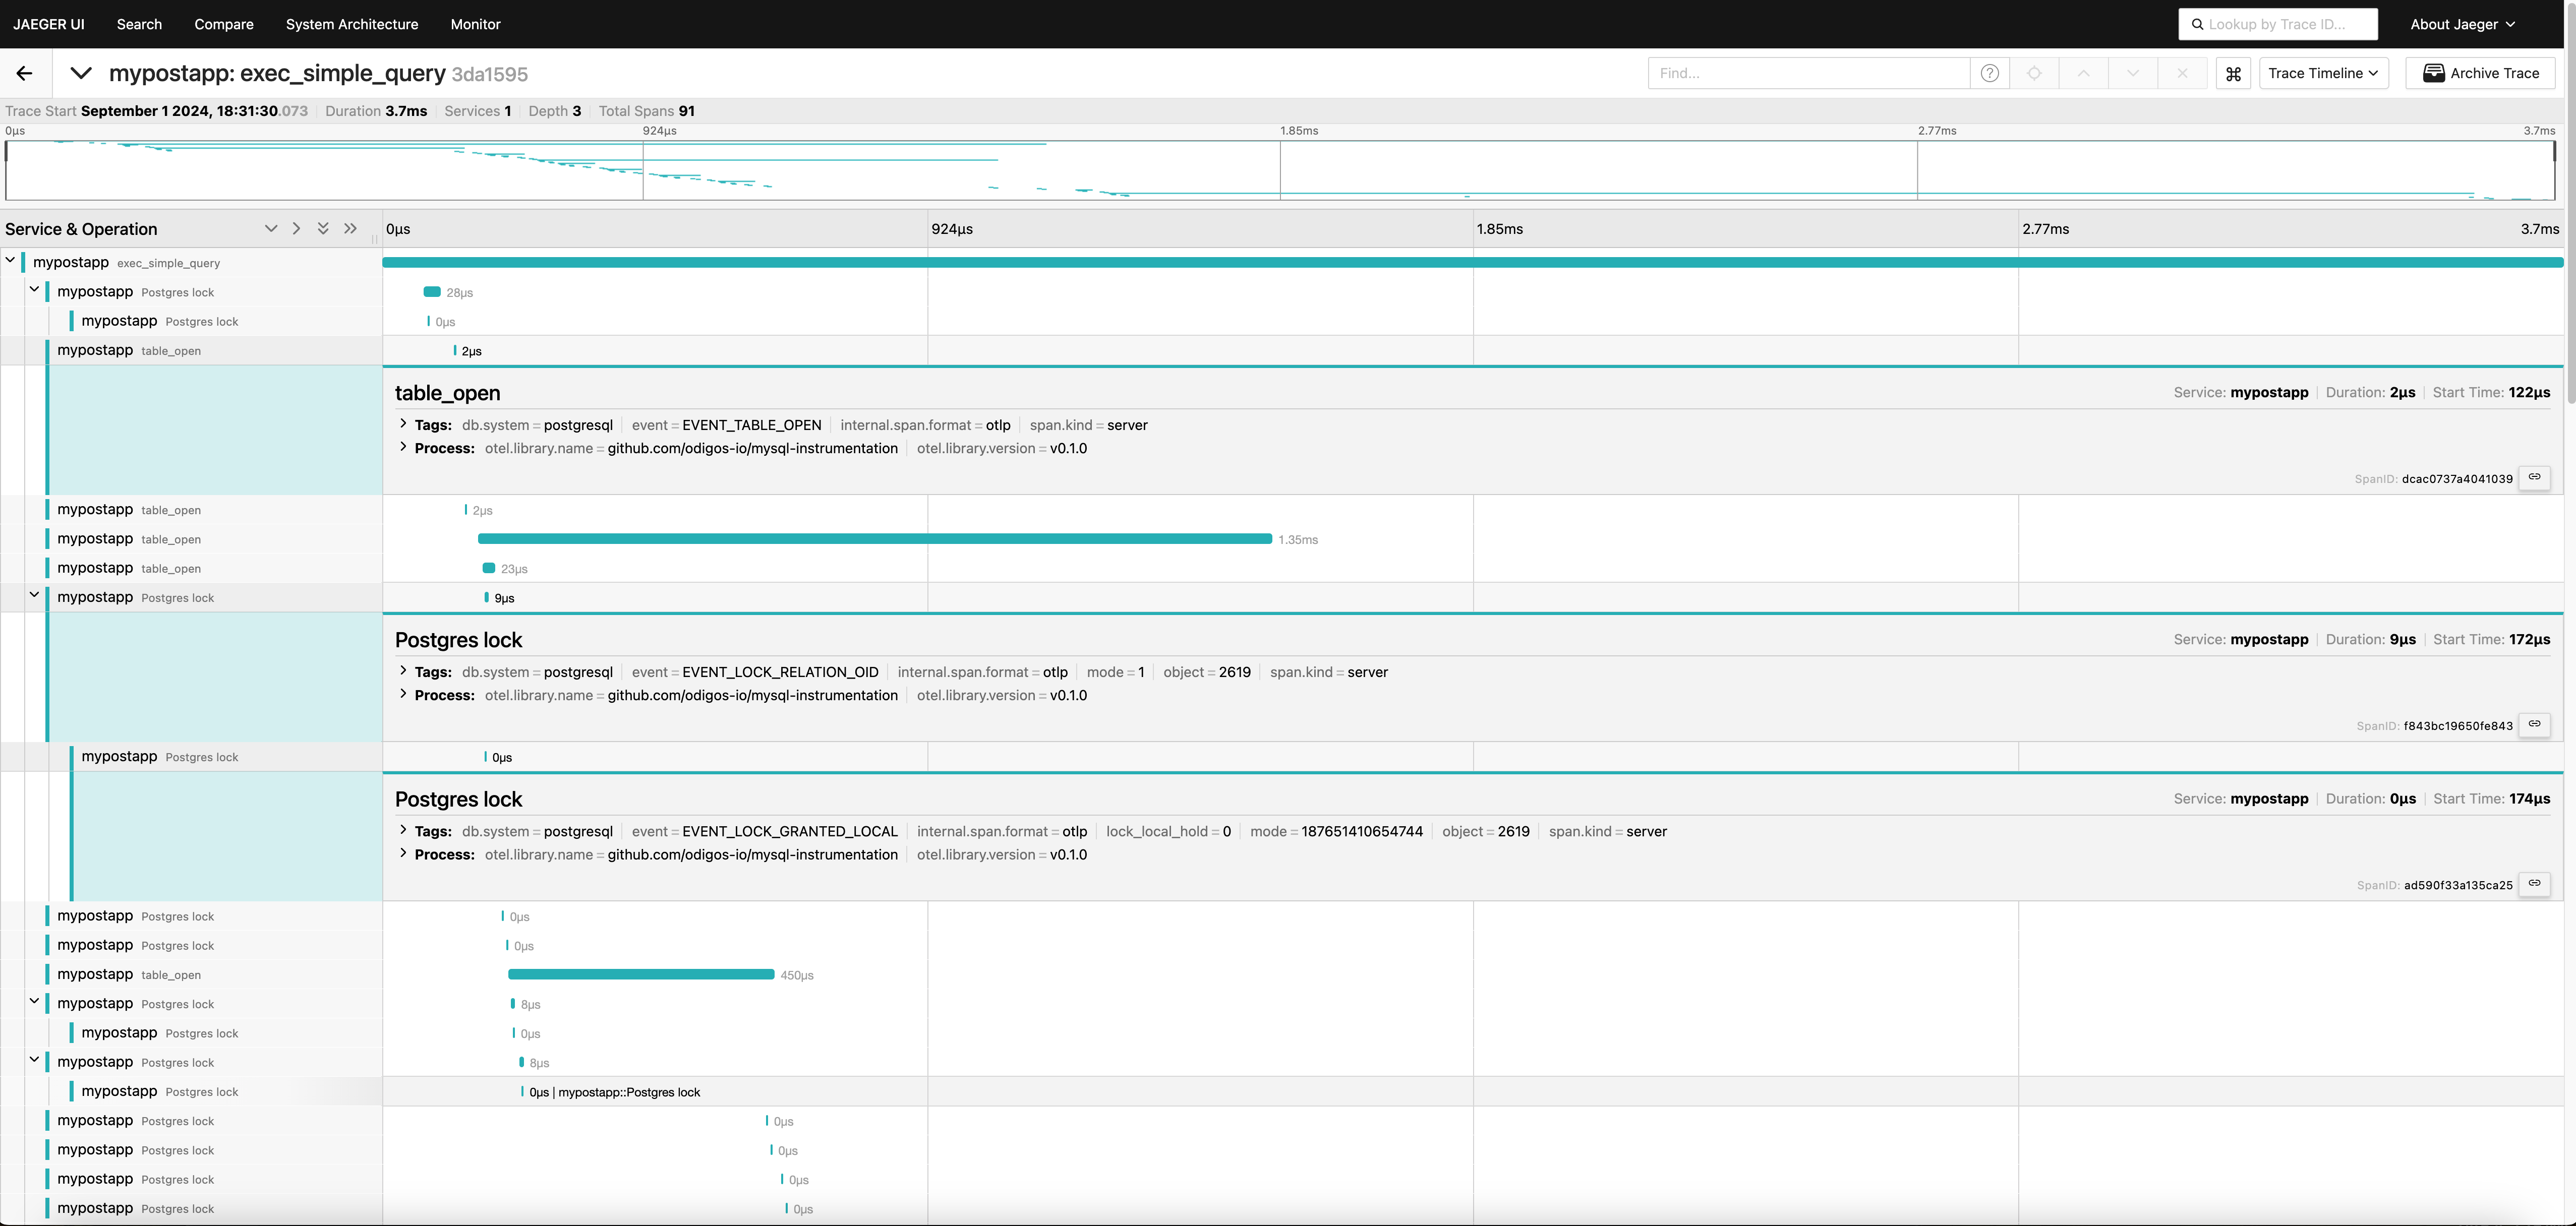 JAEGER UI Search Compare System Architecture Monitor Lookup by Trace ID... About Jaeger
mypostapp: exec_simple_query 3da1595 Find... Trace Timeline Archive Trace
Trace Start September 1 2024, 18:31:30.073 Duration 3.7ms Services 1 Depth 3 Total Spans 91
0μs 924μs 1.85ms 2.77ms 3.7ms
Service & Operation 0μs 924μs 1.85ms 2.77ms 3.7ms
mypostapp exec_simple_query
mypostapp Postgres lock 28μs
mypostapp Postgres lock 0μs
mypostapp table_open 2μs
table_open Service: mypostapp Duration: 2μs Start Time: 122μs
Tags: db.system = postgresql event = EVENT_TABLE_OPEN internal.span.format = otlp span.kind = server
Process: otel.library.name = github.com/odigos-io/mysql-instrumentation otel.library.version = v0.1.0
SpanID: dcac0737a4041039
mypostapp table_open 2μs
mypostapp table_open 1.35ms
mypostapp table_open 23μs
mypostapp Postgres lock 9μs
Postgres lock Service: mypostapp Duration: 9μs Start Time: 172μs
Tags: db.system = postgresql event = EVENT_LOCK_RELATION_OID internal.span.format = otlp mode = 1 object = 2619 span.kind = server
Process: otel.library.name = github.com/odigos-io/mysql-instrumentation otel.library.version = v0.1.0
SpanID: f843bc19650fe843
mypostapp Postgres lock 0μs
Postgres lock Service: mypostapp Duration: 0μs Start Time: 174μs
Tags: db.system = postgresql event = EVENT_LOCK_GRANTED_LOCAL internal.span.format = otlp lock_local_hold = 0 mode = 187651410654744 object = 2619 span.kind = server
Process: otel.library.name = github.com/odigos-io/mysql-instrumentation otel.library.version = v0.1.0
SpanID: ad590f33a135ca25
mypostapp Postgres lock 0μs
mypostapp Postgres lock 0μs
mypostapp table_open 450μs
mypostapp Postgres lock 8μs
mypostapp Postgres lock 0μs
mypostapp Postgres lock 8μs
mypostapp Postgres lock 0μs | mypostapp::Postgres lock
mypostapp Postgres lock 0μs
mypostapp Postgres lock 0μs
mypostapp Postgres lock 0μs
mypostapp Postgres lock 0μs